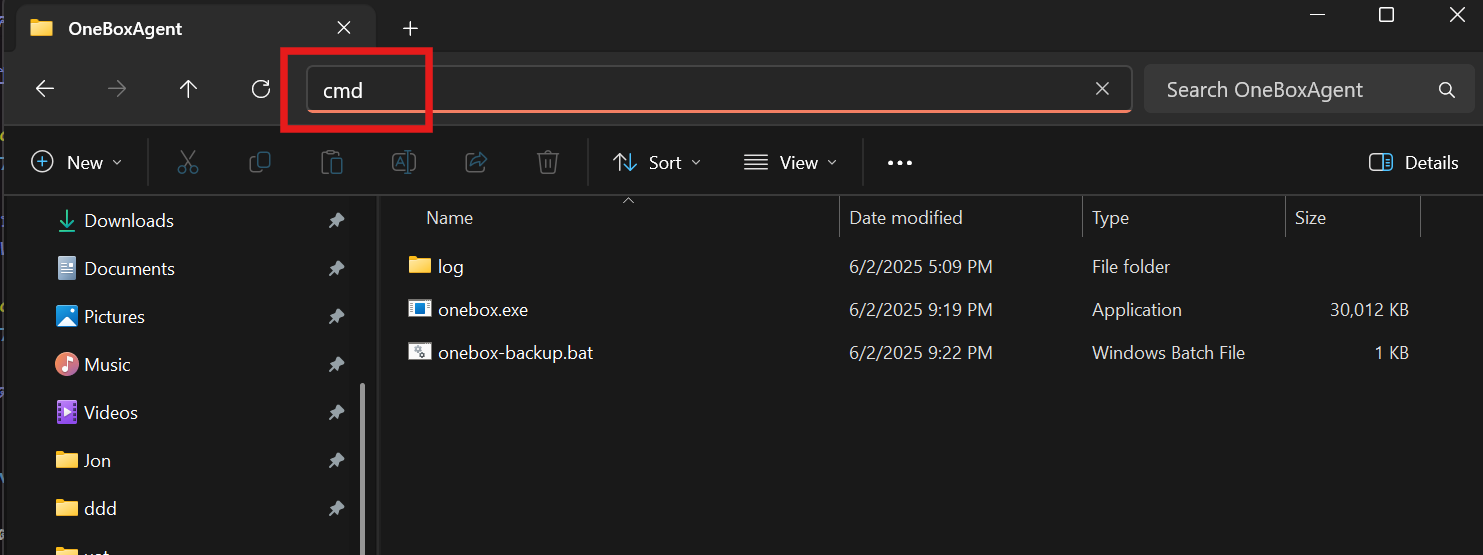 OneBoxAgent
cmd
Search OneBoxAgent
New
Sort
View
Details
Downloads
Documents
Pictures
Music
Videos
Jon
ddd
Name Date modified Type Size
log 6/2/2025 5:09 PM File folder
onebox.exe 6/2/2025 9:19 PM Application 30,012 KB
onebox-backup.bat 6/2/2025 9:22 PM Windows Batch File 1 KB